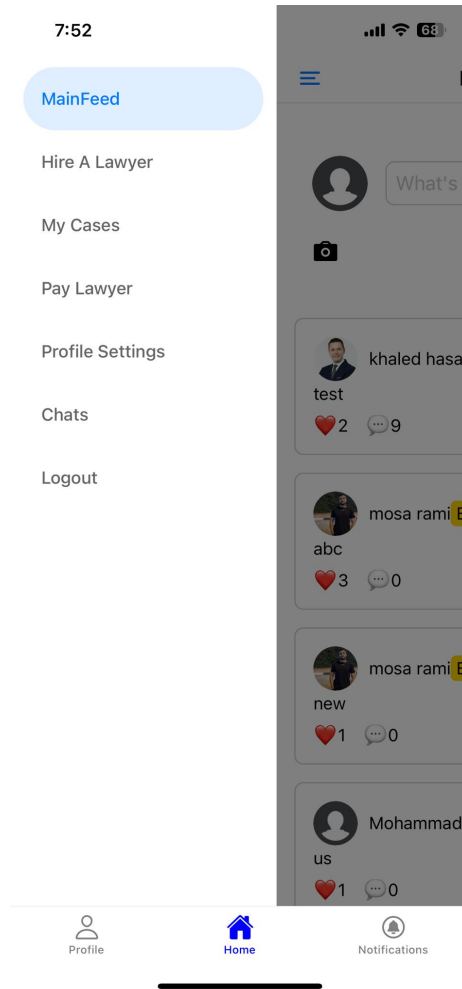 7:52
68
MainFeed
Hire A Lawyer
My Cases
Pay Lawyer
Profile Settings
Chats
Logout
What's
khaled hasa
test
2 9
mosa rami
abc
3 0
mosa rami
new
1 0
Mohammad
us
1 0
Profile
Home
Notifications